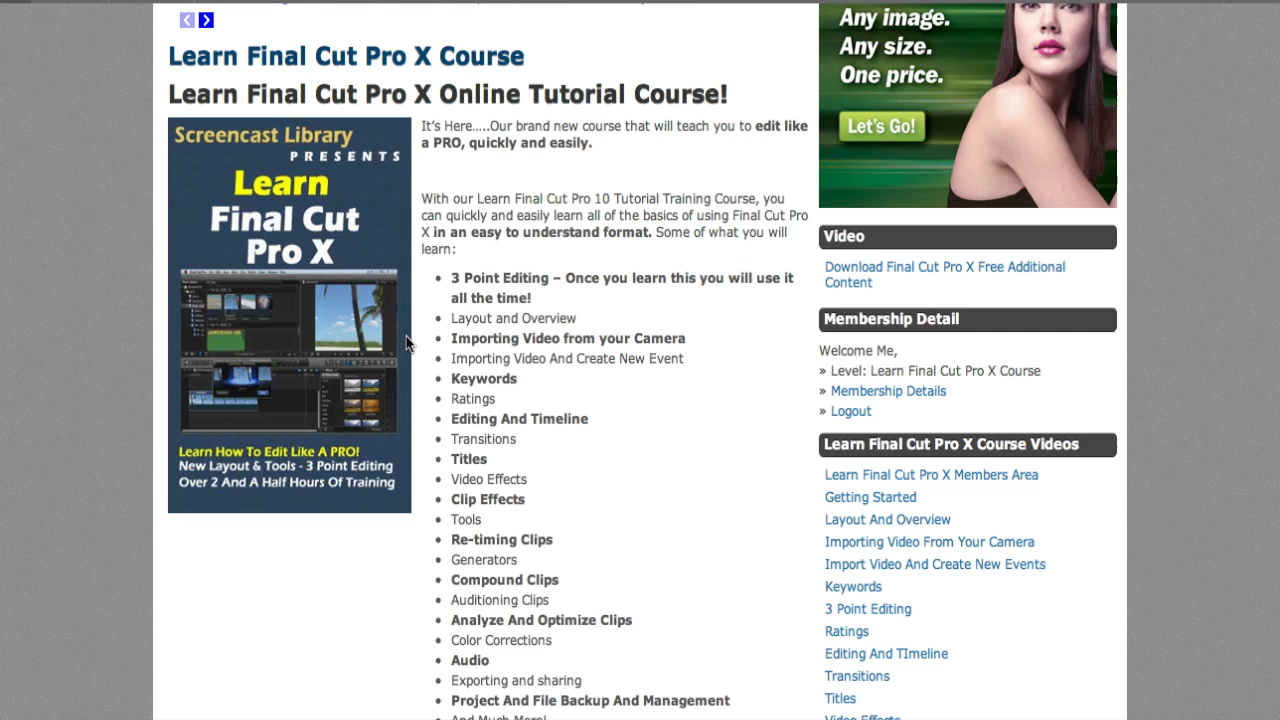 Learn Final Cut Pro X Course
Learn Final Cut Pro X Online Tutorial Course!
Screencast Library
PRESENTS
Learn
Final Cut
Pro X
Learn How To Edit Like A PRO!
New Layout & Tools - 3 Point Editing
Over 2 And A Half Hours Of Training
It's Here.....Our brand new course that will teach you to edit like
a PRO, quickly and easily.
With our Learn Final Cut Pro 10 Tutorial Training Course, you
can quickly and easily learn all of the basics of using Final Cut Pro
X in an easy to understand format. Some of what you will
learn:
3 Point Editing – Once you learn this you will use it
all the time!
Layout and Overview
Importing Video from your Camera
Importing Video And Create New Event
Keywords
Ratings
Editing And Timeline
Transitions
Titles
Video Effects
Clip Effects
Tools
Re-timing Clips
Generators
Compound Clips
Auditioning Clips
Analyze And Optimize Clips
Color Corrections
Audio
Exporting and sharing
Project And File Backup And Management
And Much More!
Any image.
Any size.
One price.
Let's Go!
Video
Download Final Cut Pro X Free Additional
Content
Membership Detail
Welcome Me,
» Level: Learn Final Cut Pro X Course
» Membership Details
» Logout
Learn Final Cut Pro X Course Videos
Learn Final Cut Pro X Members Area
Getting Started
Layout And Overview
Importing Video From Your Camera
Import Video And Create New Events
Keywords
3 Point Editing
Ratings
Editing And TImeline
Transitions
Titles
Video Effects